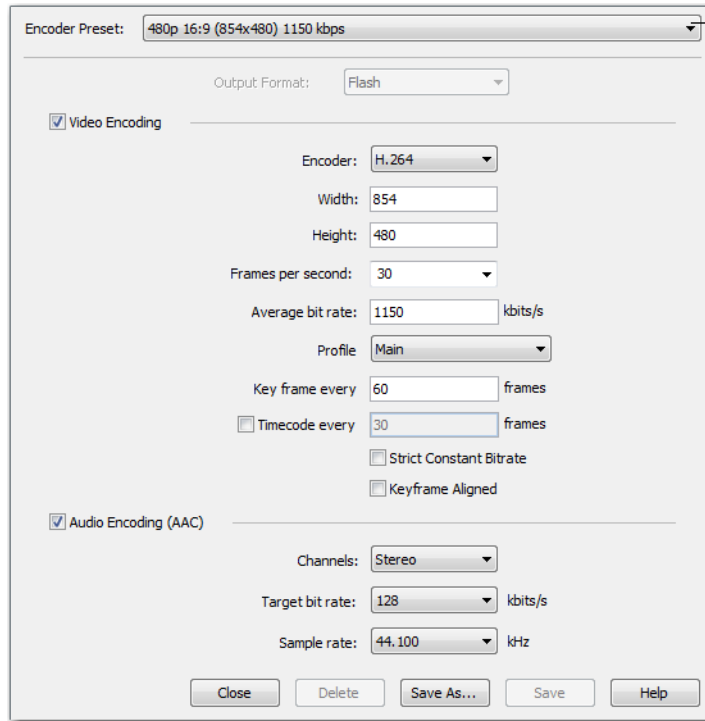 Encoder Preset: 480p 16:9 (854x480) 1150 kbps
Output Format: Flash
Video Encoding
Encoder: H.264
Width: 854
Height: 480
Frames per second: 30
Average bit rate: 1150 kbits/s
Profile Main
Key frame every 60 frames
Timecode every 30 frames
Strict Constant Bitrate
Keyframe Aligned
Audio Encoding (AAC)
Channels: Stereo
Target bit rate: 128 kbits/s
Sample rate: 44.100 kHz
Close Delete Save As... Save Help